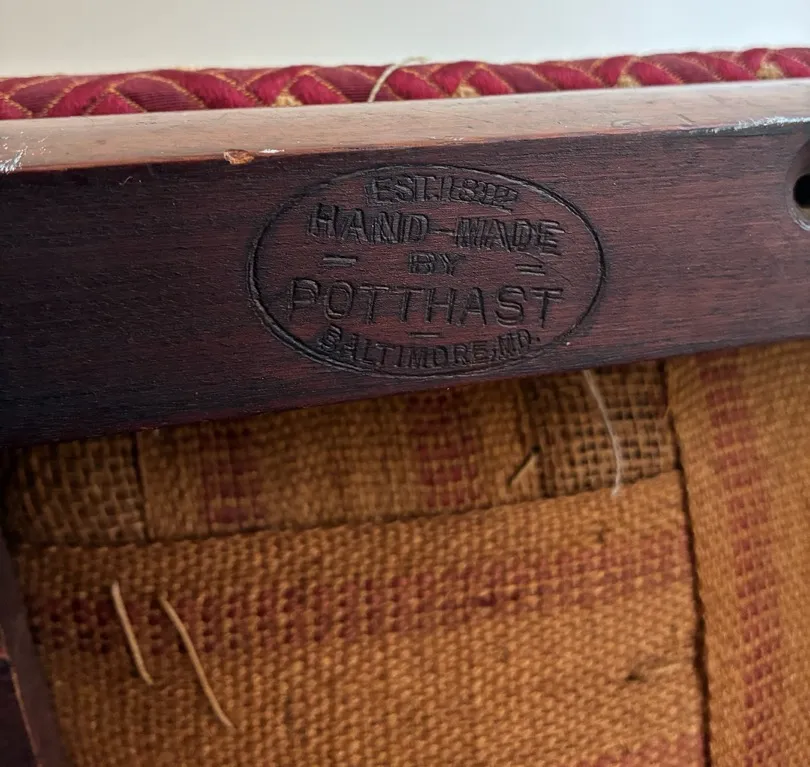 EST. 1892
HAND-MADE
BY
POTTHAST
BALTIMORE, MD.